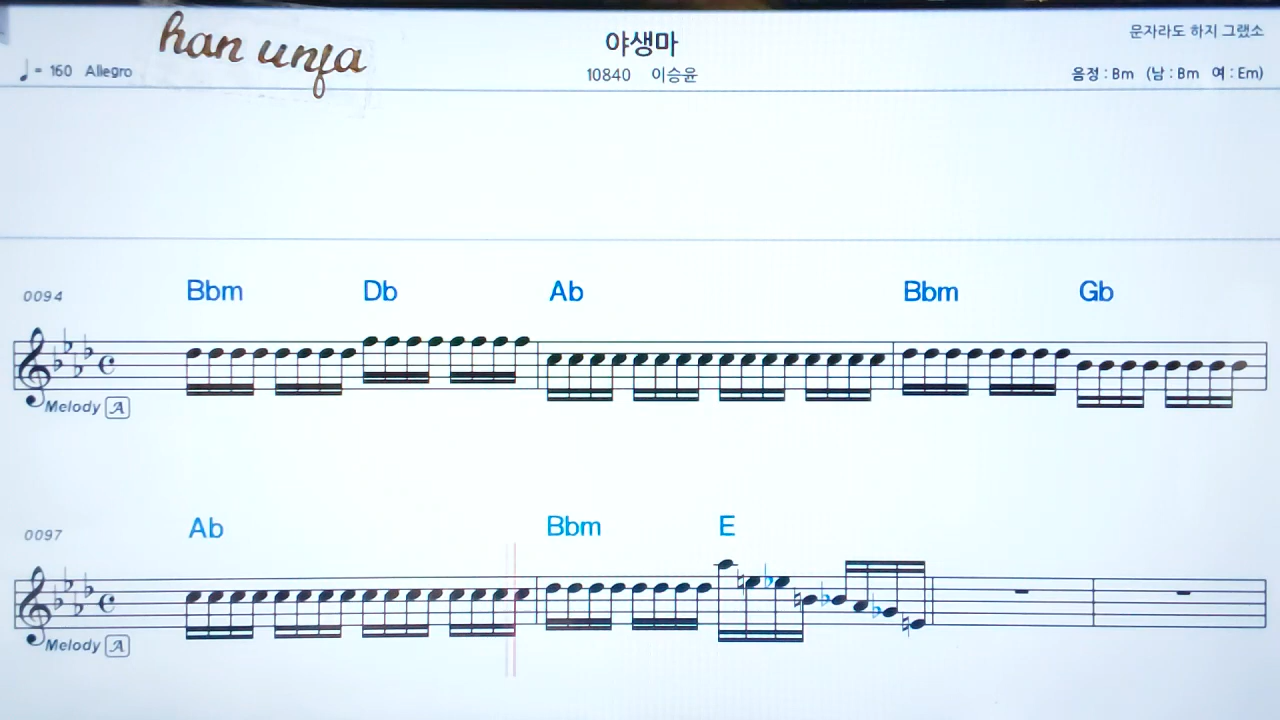 han unja
야생마
문자라도 하지 그랬소
♩ = 160 Allegro
10840 이승윤
음정 : Bm (남 : Bm 여 : Em)
0094
Bbm Db Ab Bbm Gb
Melody A
0097
Ab Bbm E
Melody A